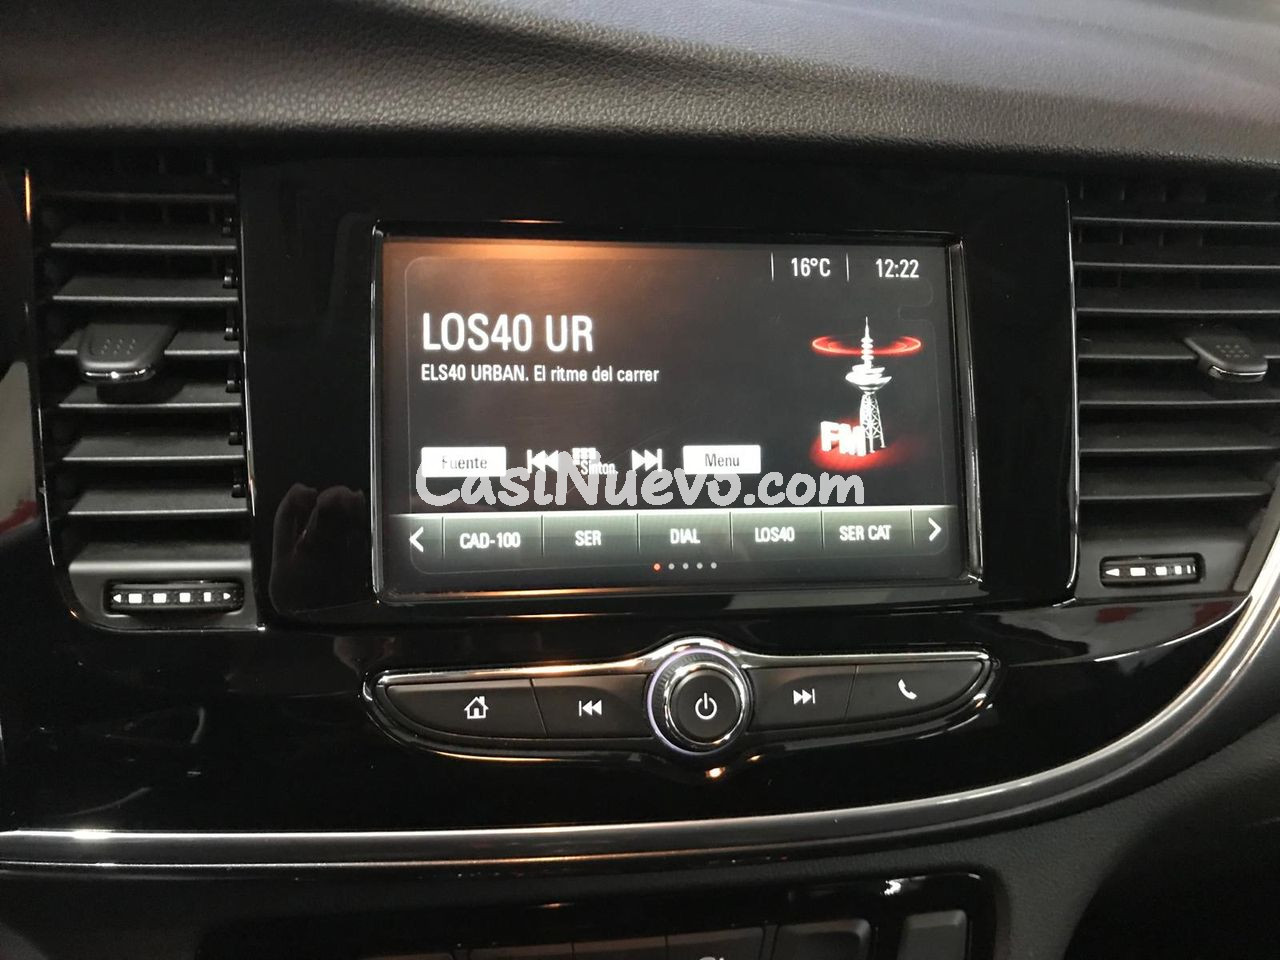 16°C 12:22
LOS40 UR
ELS40 URBAN. El ritme del carrer
FM
Fuente Sinton. Menu
CasiNuevo.com
CAD-100 SER DIAL LOS40 SER CAT